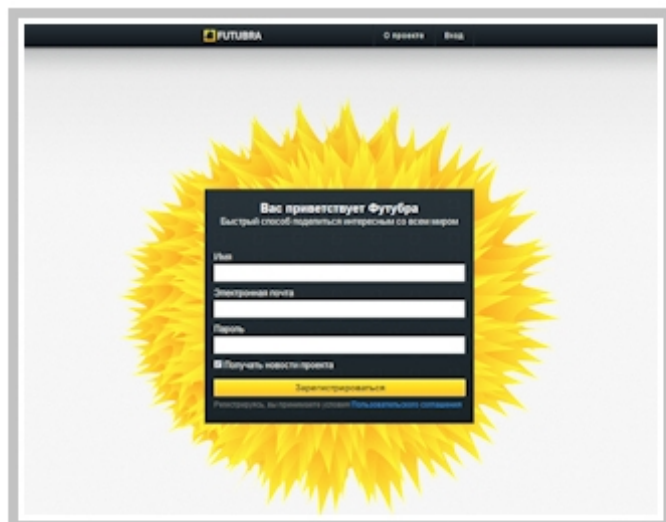 FUTUBRA
О проекте Вход
Вас приветствует Футубра
Быстрый способ поделиться интересным со всем миром
Имя
Электронная почта
Пароль
Получать новости проекта
Зарегистрироваться
Регистрируясь, вы принимаете условия Пользовательского соглашения